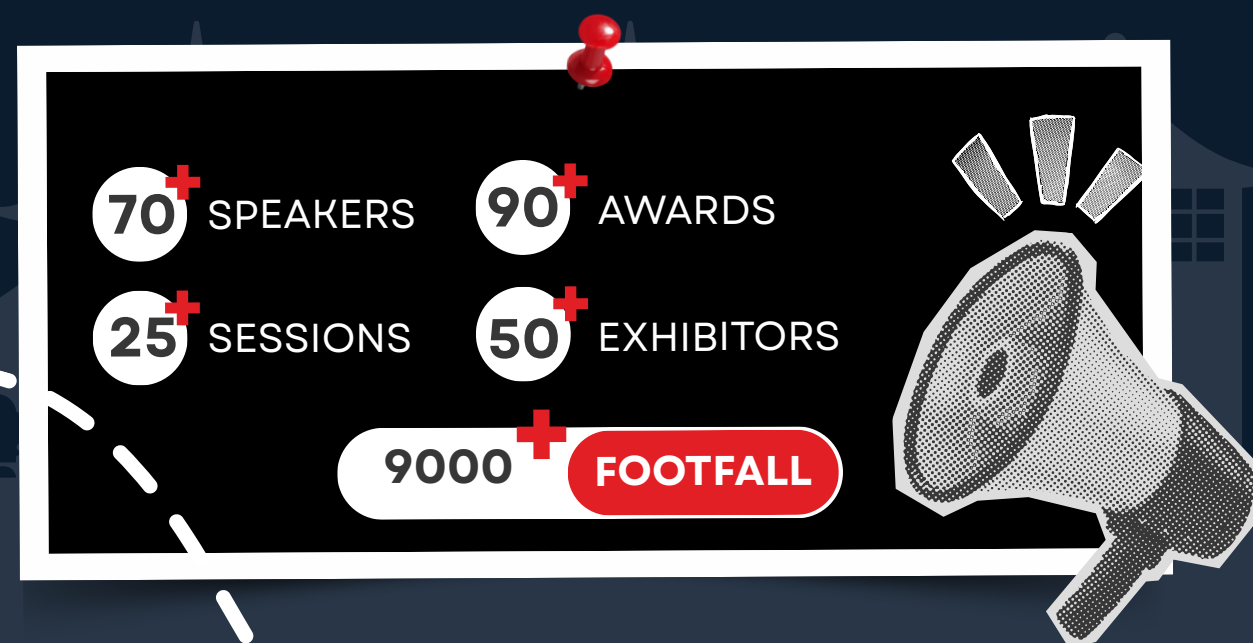 70+ SPEAKERS
90+ AWARDS
25+ SESSIONS
50+ EXHIBITORS
9000+ FOOTFALL